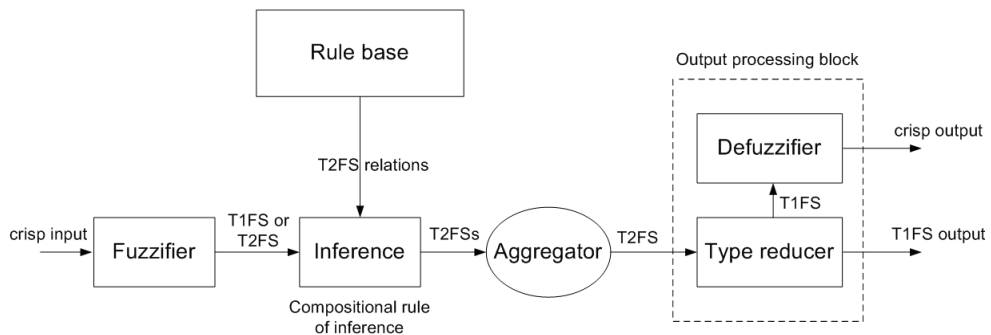 Rule base
Output processing block
Defuzzifier
crisp output
T2FS relations
T1FS
crisp input
Fuzzifier
T1FS or
T2FS
Inference
T2FSs
Aggregator
T2FS
Type reducer
T1FS output
Compositional rule
of inference